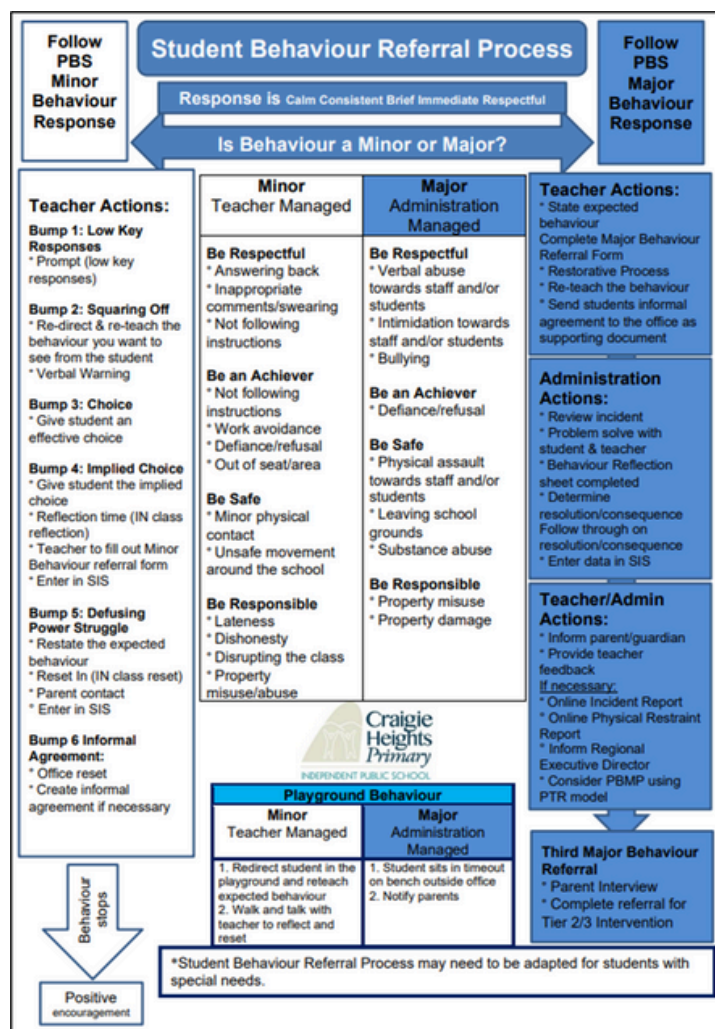 Follow
PBS
Minor
Behaviour
Response
Student Behaviour Referral Process
Response is Calm Consistent Brief Immediate Respectful
Is Behaviour a Minor or Major?
Follow
PBS
Major
Behaviour
Response
Teacher Actions:
Bump 1: Low Key
Responses
* Prompt (low key
responses)
Bump 2: Squaring Off
* Re-direct & re-teach the
behaviour you want to
see from the student
* Verbal Warning
Bump 3: Choice
* Give student an
effective choice
Bump 4: Implied Choice
* Give student the implied
choice
* Reflection time (IN class
reflection)
* Teacher to fill out Minor
Behaviour referral form
* Enter in SIS
Bump 5: Defusing
Power Struggle
* Restate the expected
behaviour
* Reset In (IN class reset)
* Parent contact
* Enter in SIS
Bump 6 Informal
Agreement:
* Office reset
* Create informal
agreement if necessary
Behaviour
stops
Positive
encouragement
Minor
Teacher Managed
Be Respectful
* Answering back
* Inappropriate
comments/swearing
* Not following
instructions
Be an Achiever
* Not following
instructions
* Work avoidance
* Defiance/refusal
* Out of seat/area
Be Safe
* Minor physical
contact
* Unsafe movement
around the school
Be Responsible
* Lateness
* Dishonesty
* Disrupting the class
* Property
misuse/abuse
Major
Administration
Managed
Be Respectful
* Verbal abuse
towards staff and/or
students
* Intimidation towards
staff and/or students
* Bullying
Be an Achiever
* Defiance/refusal
Be Safe
* Physical assault
towards staff and/or
students
* Leaving school
grounds
* Substance abuse
Be Responsible
* Property misuse
* Property damage
Craigie
Heights
Primary
INDEPENDENT PUBLIC SCHOOL
Playground Behaviour
Minor
Teacher Managed
1. Redirect student in the
playground and reteach
expected behaviour
2. Walk and talk with
teacher to reflect and
reset
Major
Administration
Managed
1. Student sits in timeout
on bench outside office
2. Notify parents
Teacher Actions:
* State expected
behaviour
Complete Major Behaviour
Referral Form
* Restorative Process
* Re-teach the behaviour
* Send students informal
agreement to the office as
supporting document
Administration
Actions:
* Review incident
* Problem solve with
student & teacher
* Behaviour Reflection
sheet completed
* Determine
resolution/consequence
Follow through on
resolution/consequence
* Enter data in SIS
Teacher/Admin
Actions:
* Inform parent/guardian
* Provide teacher
feedback
If necessary:
* Online Incident Report
* Online Physical Restraint
Report
* Inform Regional
Executive Director
* Consider PBMP using
PTR model
Third Major Behaviour
Referral
* Parent Interview
* Complete referral for
Tier 2/3 Intervention
*Student Behaviour Referral Process may need to be adapted for students with
special needs.